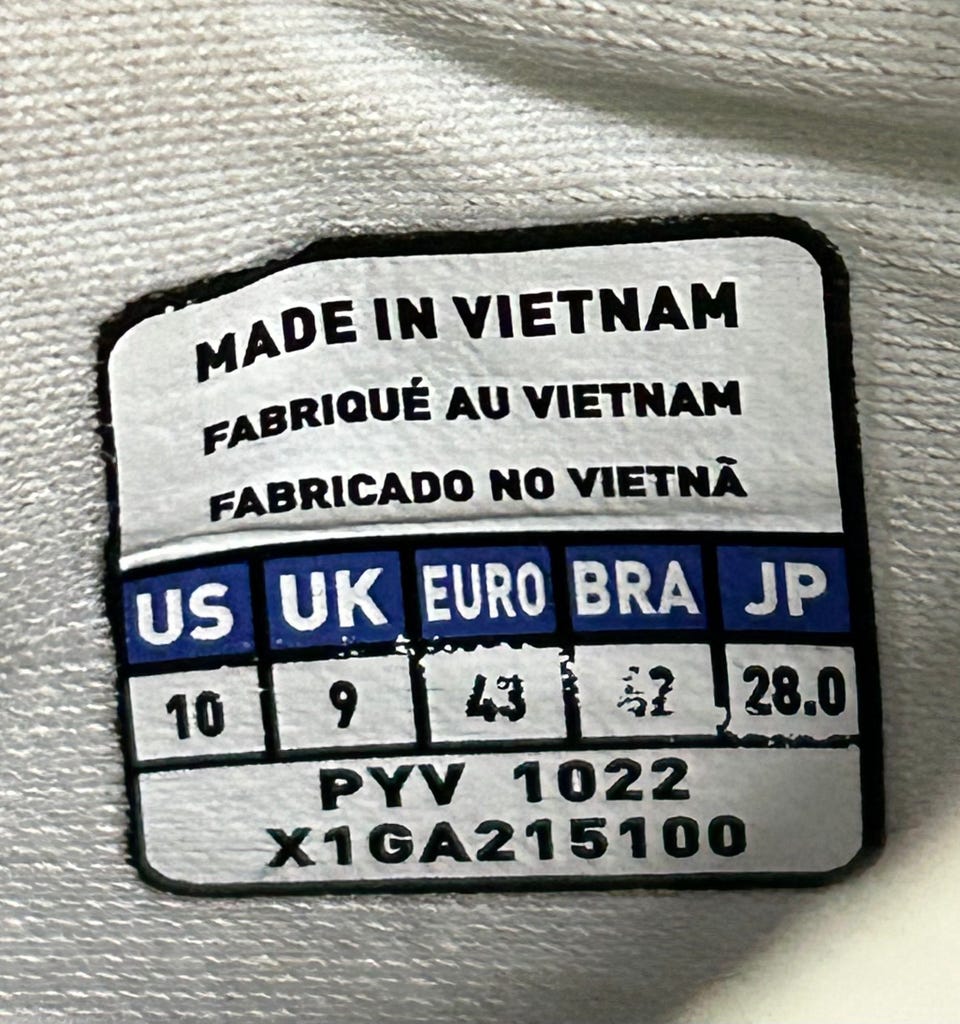 MADE IN VIETNAM
FABRIQUÉ AU VIETNAM
FABRICADO NO VIETNÃ
US UK EURO BRA JP
10 9 43 42 28.0
PYV 1022
X1GA215100